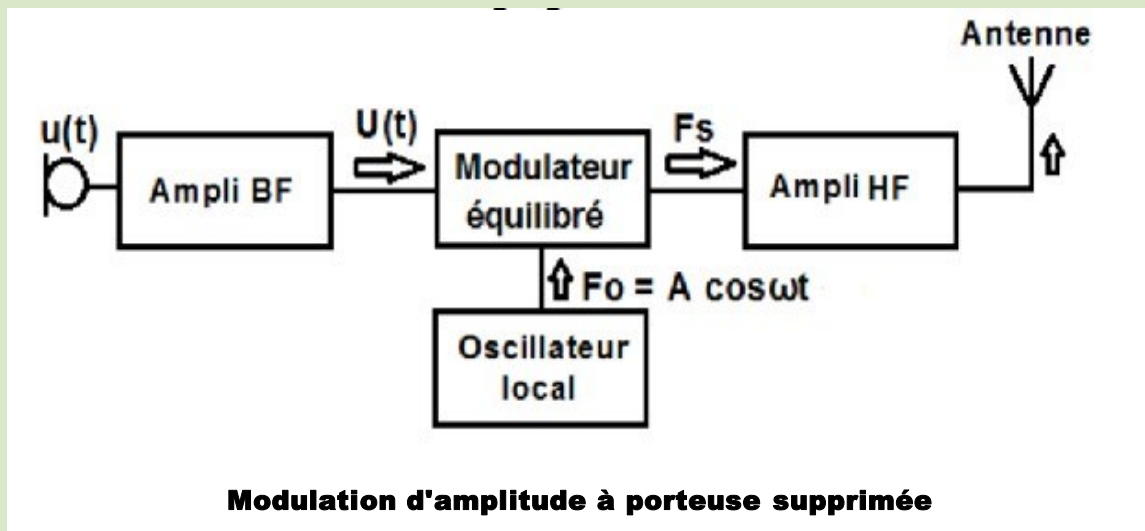 Antenne
u(t)
U(t)
Fs
Ampli BF
Modulateur
équilibré
Ampli HF
Fo = A cosωt
Oscillateur
local
Modulation d'amplitude à porteuse supprimée